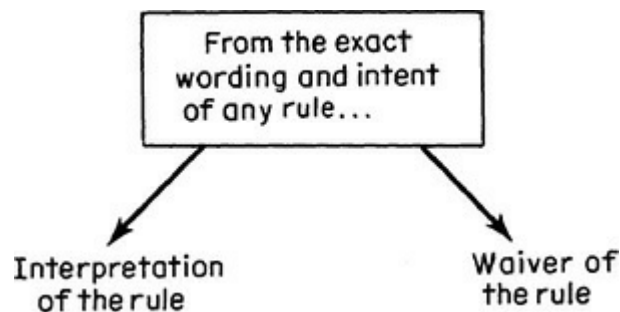 From the exact
wording and intent
of any rule...
Interpretation
of the rule
Waiver of
the rule